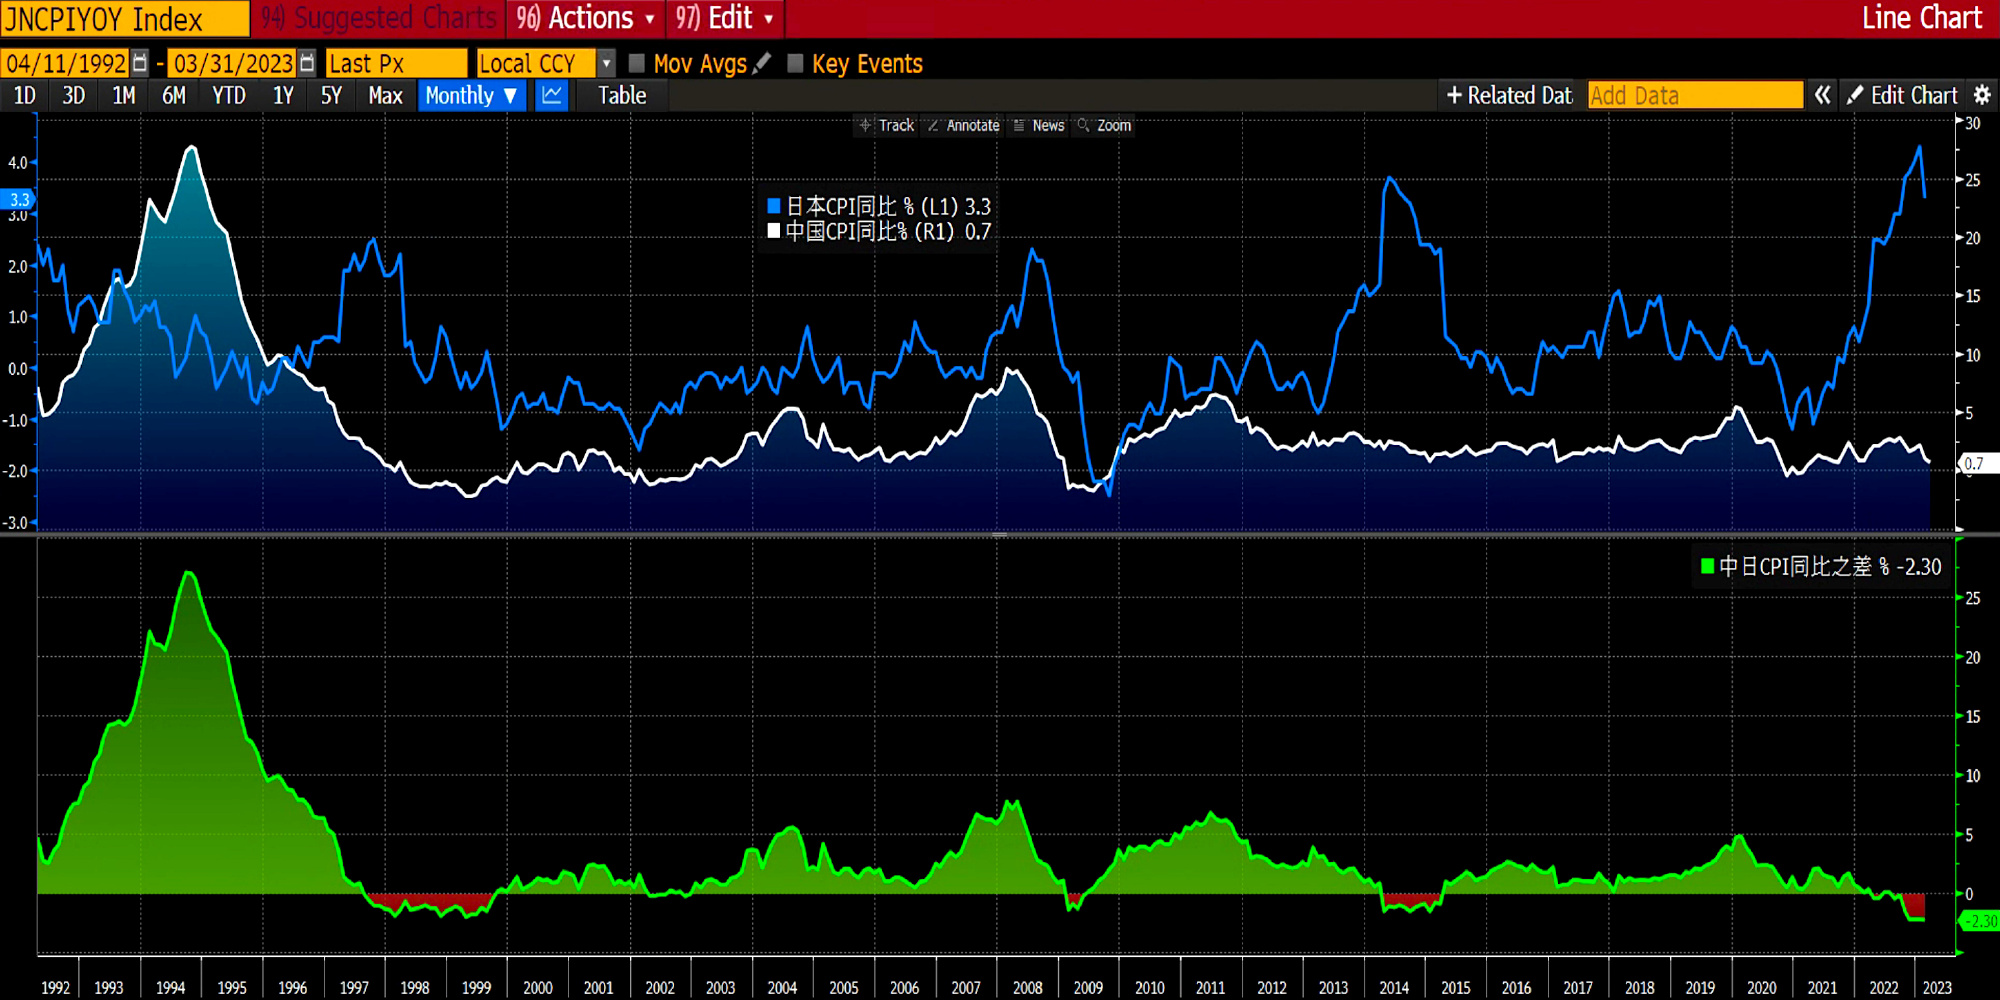 JNCPIYOY Index 94) Suggested Charts 96) Actions 97) Edit Line Chart
04/11/1992 - 03/31/2023 Last Px Local CCY Mov Avgs Key Events
1D 3D 1M 6M YTD 1Y 5Y Max Monthly ▼ Table + Related Dat Add Data « Edit Chart
Track Annotate News Zoom
日本CPI同比 % (L1) 3.3
中国CPI同比% (R1) 0.7
4.0
3.3
3.0
2.0
1.0
0.0
-1.0
-2.0
-3.0
30
25
20
15
10
5
0.7
中日CPI同比之差 % -2.30
25
20
15
10
5
0
-2.30
1992 1993 1994 1995 1996 1997 1998 1999 2000 2001 2002 2003 2004 2005 2006 2007 2008 2009 2010 2011 2012 2013 2014 2015 2016 2017 2018 2019 2020 2021 2022 2023